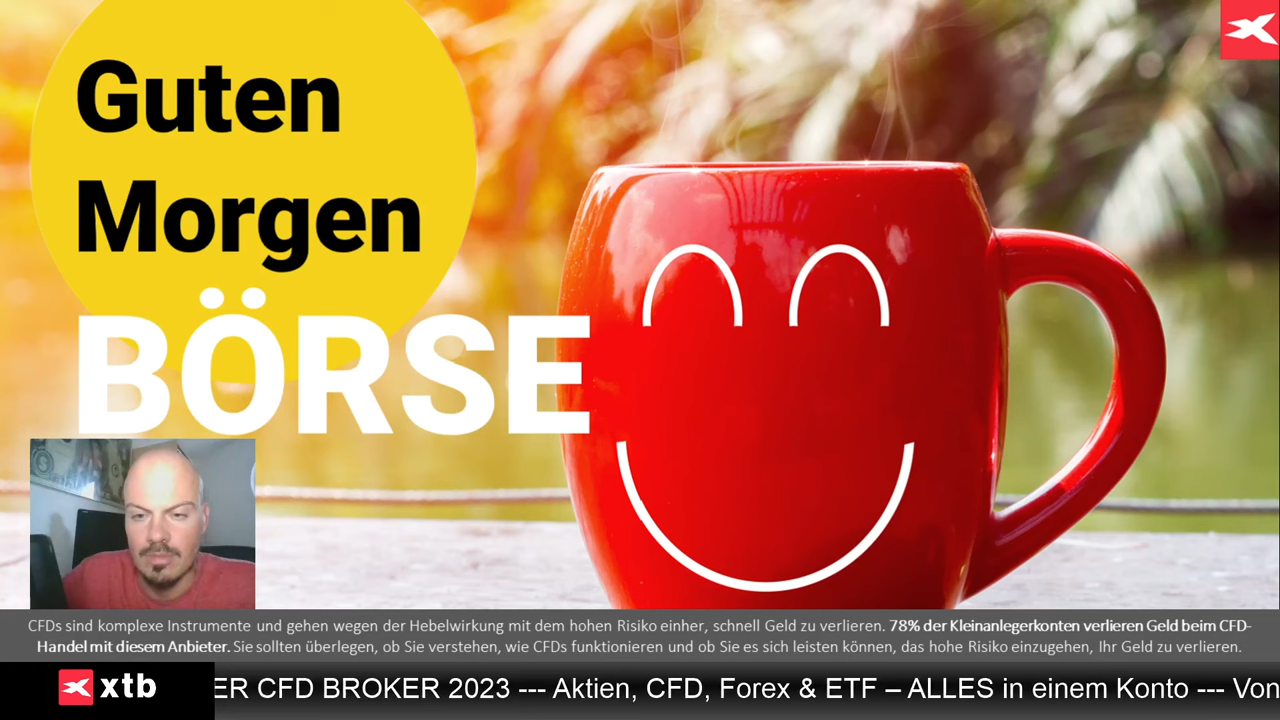 Guten
Morgen
BÖRSE
CFDs sind komplexe Instrumente und gehen wegen der Hebelwirkung mit dem hohen Risiko einher, schnell Geld zu verlieren. 78% der Kleinanlegerkonten verlieren Geld beim CFD-
Handel mit diesem Anbieter. Sie sollten überlegen, ob Sie verstehen, wie CFDs funktionieren und ob Sie es sich leisten können, das hohe Risiko einzugehen, Ihr Geld zu verlieren.
xtb ER CFD BROKER 2023 --- Aktien, CFD, Forex & ETF – ALLES in einem Konto --- Von